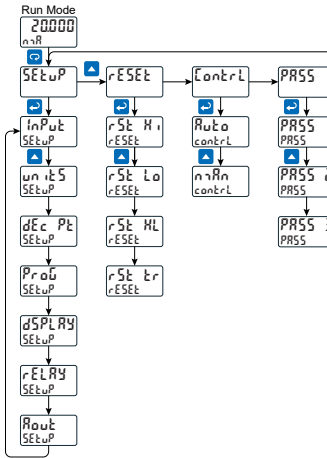 Run Mode
20.000
mA
SEtuP rESEt ContrL PASS
inPut rSt Hi Auto PASS
SEtuP rESEt contrL PASS
unitS rSt Lo mAn PASS
SEtuP rESEt contrL PASS
dEc Pt rSt HL PASS
SEtuP rESEt PASS
ProG rSt tr
SEtuP rESEt
dSPLAY
SEtuP
rELAY
SEtuP
Aout
SEtuP